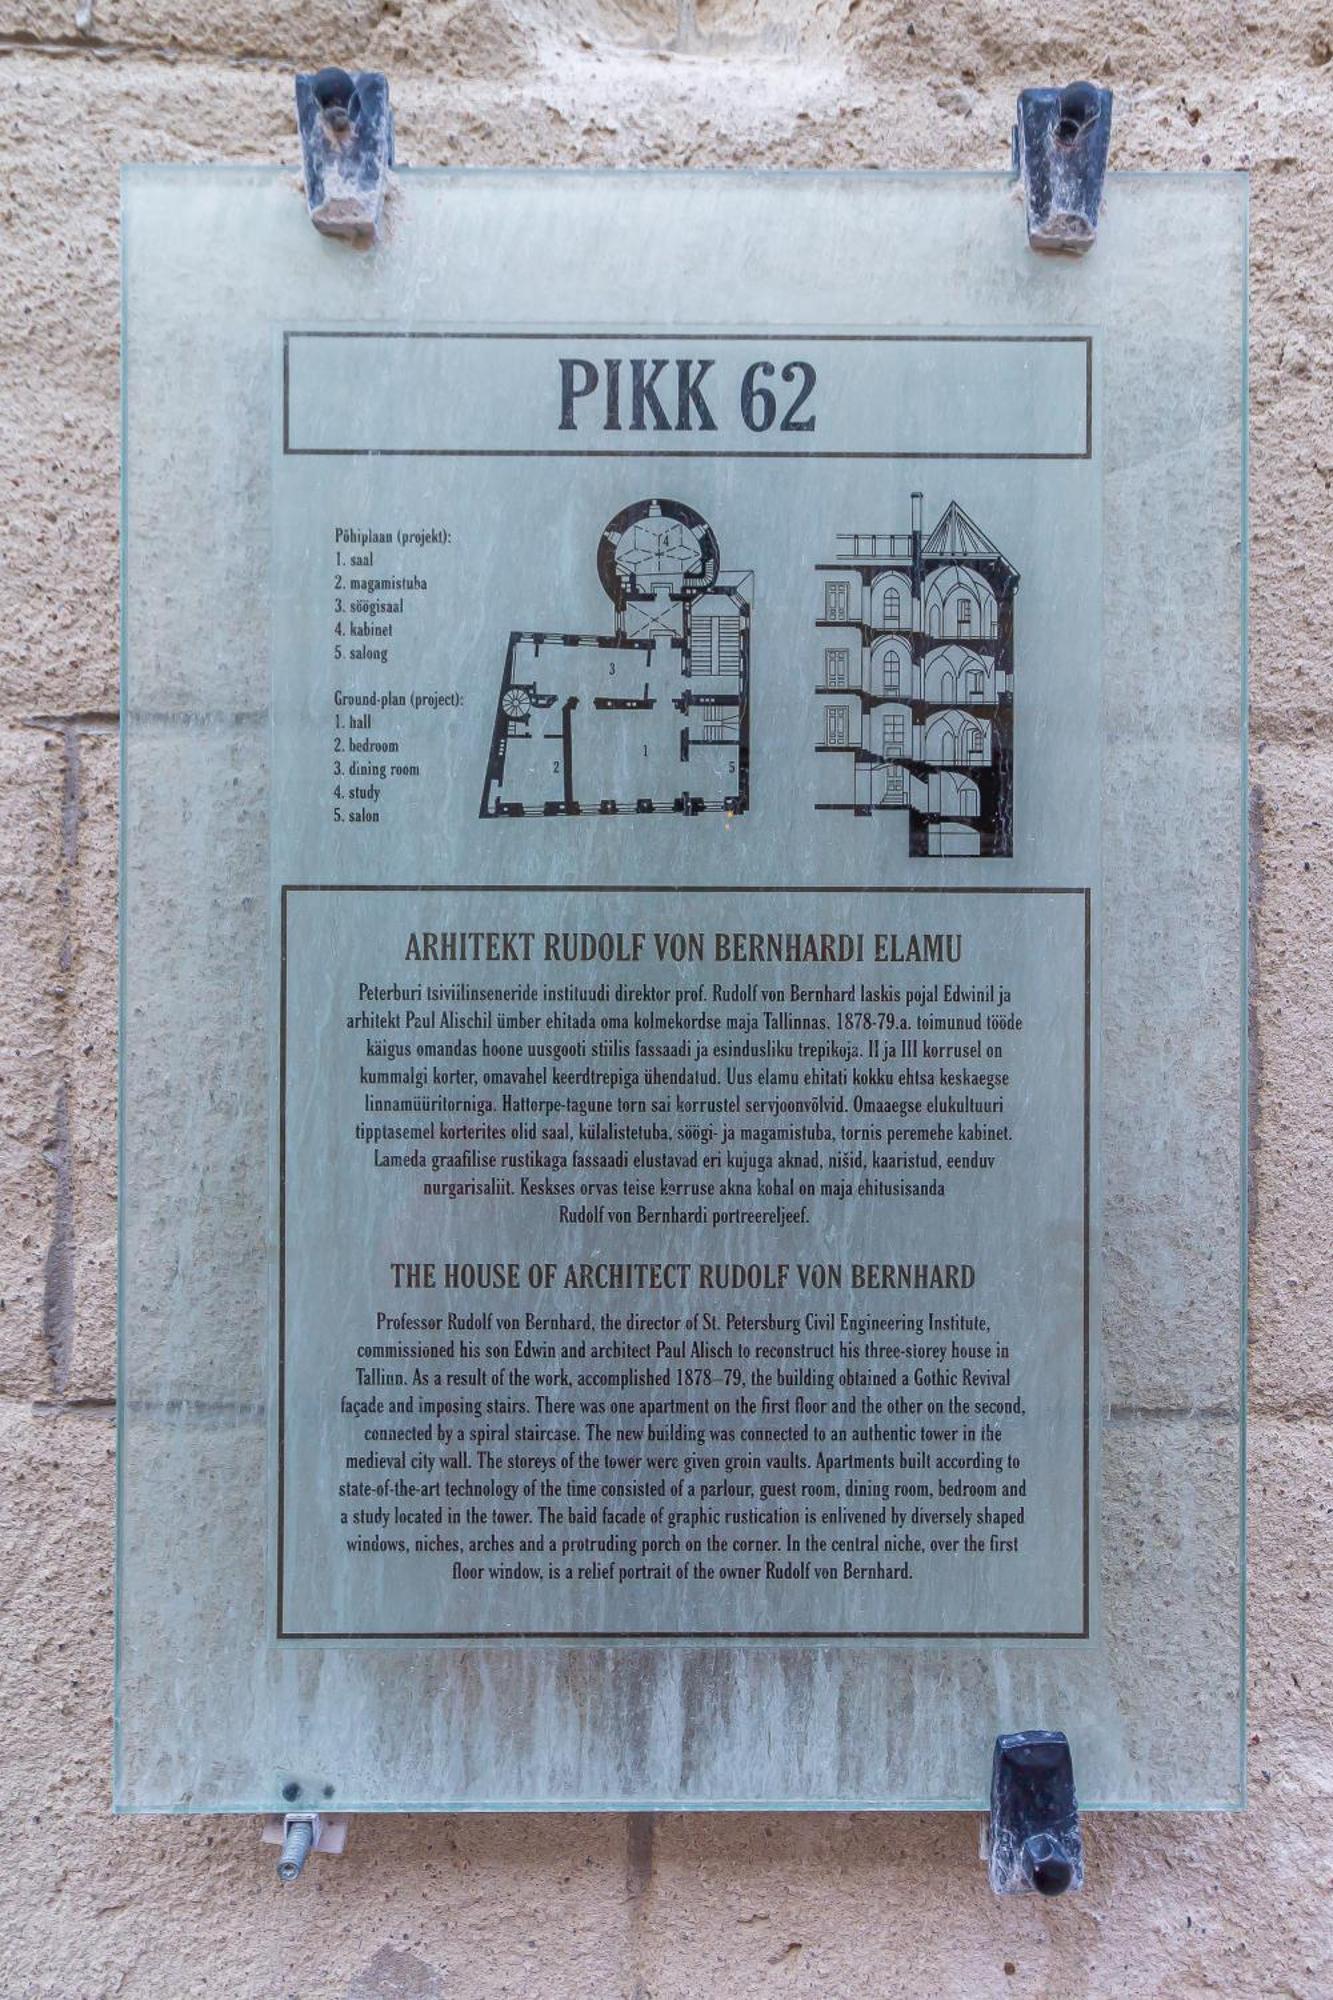 PIKK 62
Põhiplaan (projekt):
1. saal
2. magamistuba
3. söögisaal
4. kabinet
5. salong
Ground-plan (project):
1. hall
2. bedroom
3. dining room
4. study
5. salon
4
3
1
2
5
ARHITEKT RUDOLF VON BERNHARDI ELAMU
Peterburi tsiviilinseneride instituudi direktor prof. Rudolf von Bernhard laskis pojal Edwinil ja
arhitekt Paul Alischil ümber ehitada oma kolmekordse maja Tallinnas. 1878-79.a. toimunud tööde
käigus omandas hoone uusgooti stiilis fassaadi ja esindusliku trepikoja. II ja III korrusel on
kummalgi korter, omavahel keerdtrepiga ühendatud. Uus elamu ehitati kokku ehtsa keskaegse
linnamüüritorniga. Hattorpe-tagune torn sai korrustel servjoonvõlvid. Omaaegse elukultuuri
tipptasemel korterites olid saal, külalistetuba, söögi- ja magamistuba, tornis peremehe kabinet.
Lameda graafilise rustikaga fassaadi elustavad eri kujuga aknad, nišid, kaaristud, eenduv
nurgarisaliit. Keskses orvas teise korruse akna kohal on maja ehitusisanda
Rudolf von Bernhardi portreereljeef.
THE HOUSE OF ARCHITECT RUDOLF VON BERNHARD
Professor Rudolf von Bernhard, the director of St. Petersburg Civil Engineering Institute,
commissioned his son Edwin and architect Paul Alisch to reconstruct his three-storey house in
Tallinn. As a result of the work, accomplished 1878–79, the building obtained a Gothic Revival
façade and imposing stairs. There was one apartment on the first floor and the other on the second,
connected by a spiral staircase. The new building was connected to an authentic tower in the
medieval city wall. The storeys of the tower were given groin vaults. Apartments built according to
state-of-the-art technology of the time consisted of a parlour, guest room, dining room, bedroom and
a study located in the tower. The bald facade of graphic rustication is enlivened by diversely shaped
windows, niches, arches and a protruding porch on the corner. In the central niche, over the first
floor window, is a relief portrait of the owner Rudolf von Bernhard.